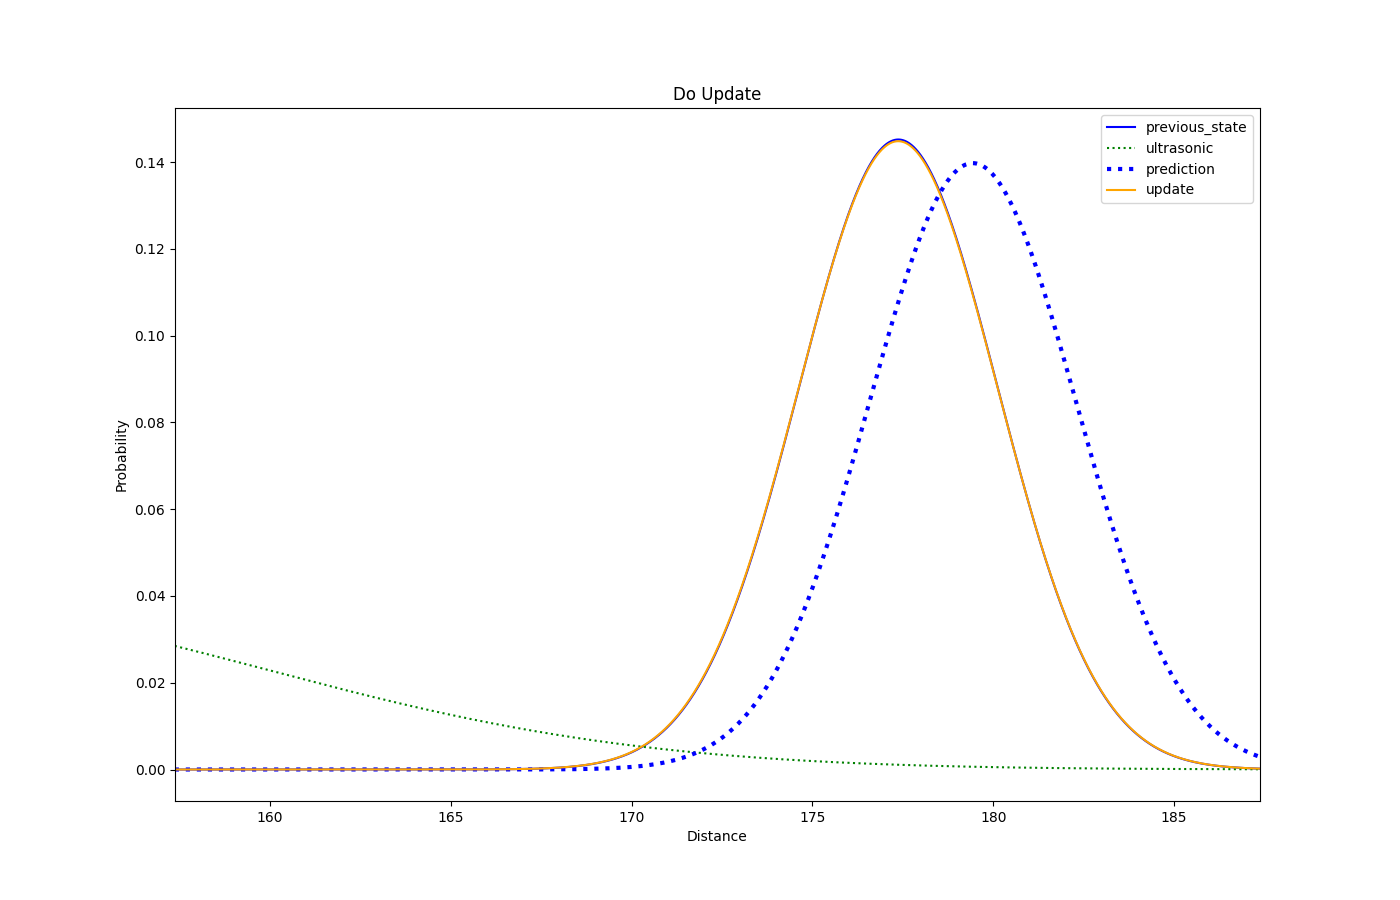 Do Update
previous_state
ultrasonic
prediction
update
0.14
0.12
0.10
0.08
0.06
0.04
0.02
0.00
Probability
160
165
170
175
180
185
Distance